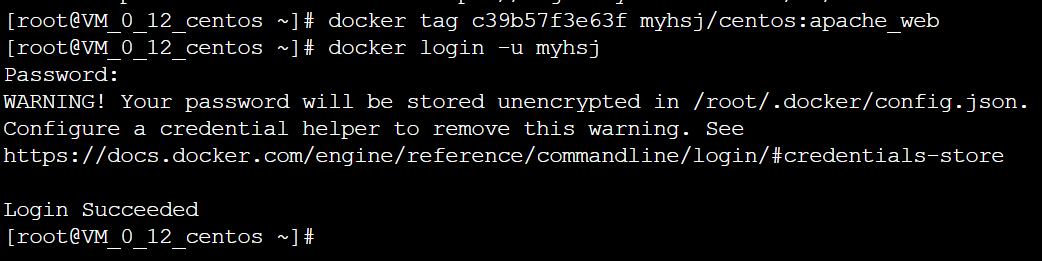 [root@VM_0_12_centos ~]# docker tag c39b57f3e63f myhsj/centos:apache_web
[root@VM_0_12_centos ~]# docker login -u myhsj
Password:
WARNING! Your password will be stored unencrypted in /root/.docker/config.json.
Configure a credential helper to remove this warning. See
https://docs.docker.com/engine/reference/commandline/login/#credentials-store
Login Succeeded
[root@VM_0_12_centos ~]#